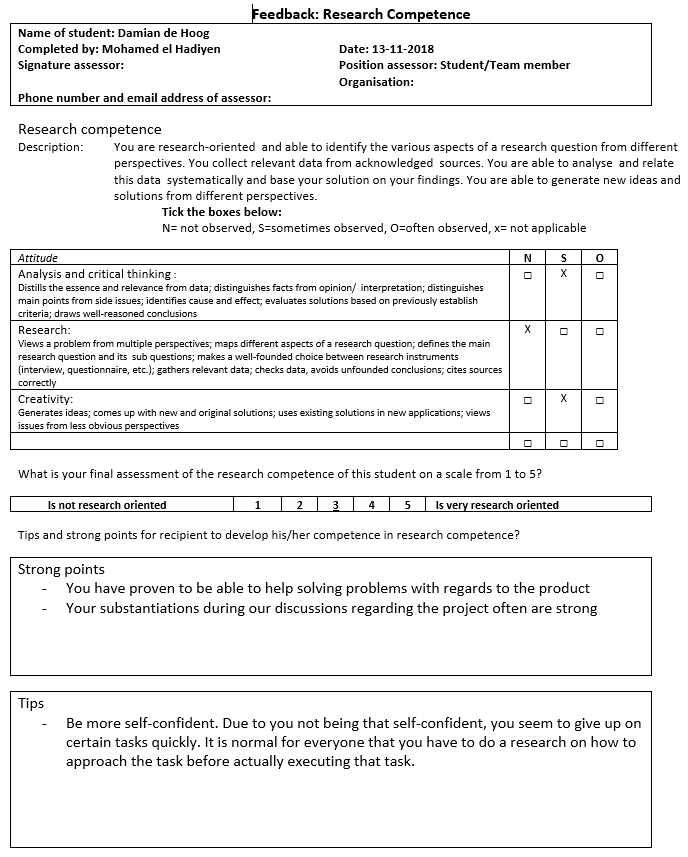 Feedback: Research Competence
Name of student: Damian de Hoog
Completed by: Mohamed el Hadiyen Date: 13-11-2018
Signature assessor: Position assessor: Student/Team member
Organisation:
Phone number and email address of assessor:
Research competence
Description: You are research-oriented and able to identify the various aspects of a research question from different
perspectives. You collect relevant data from acknowledged sources. You are able to analyse and relate
this data systematically and base your solution on your findings. You are able to generate new ideas and
solutions from different perspectives.
Tick the boxes below:
N= not observed, S=sometimes observed, O=often observed, x= not applicable
Attitude N S O
Analysis and critical thinking : □ X □
Distills the essence and relevance from data; distinguishes facts from opinion/ interpretation; distinguishes
main points from side issues; identifies cause and effect; evaluates solutions based on previously establish
criteria; draws well-reasoned conclusions
Research: X □ □
Views a problem from multiple perspectives; maps different aspects of a research question; defines the main
research question and its sub questions; makes a well-founded choice between research instruments
(interview, questionnaire, etc.); gathers relevant data; checks data, avoids unfounded conclusions; cites sources
correctly
Creativity: □ X □
Generates ideas; comes up with new and original solutions; uses existing solutions in new applications; views
issues from less obvious perspectives
□ □ □
What is your final assessment of the research competence of this student on a scale from 1 to 5?
Is not research oriented 1 2 3 4 5 Is very research oriented
Tips and strong points for recipient to develop his/her competence in research competence?
Strong points
- You have proven to be able to help solving problems with regards to the product
- Your substantiations during our discussions regarding the project often are strong
Tips
- Be more self-confident. Due to you not being that self-confident, you seem to give up on
certain tasks quickly. It is normal for everyone that you have to do a research on how to
approach the task before actually executing that task.